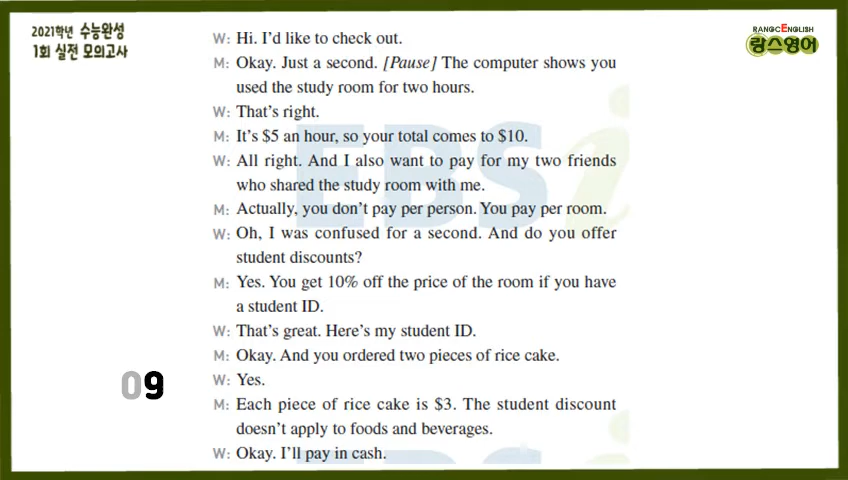 2021학년 수능완성
1회 실전 모의고사
RANGCENGLISH
랑스영어
W: Hi. I'd like to check out.
M: Okay. Just a second. [Pause] The computer shows you
used the study room for two hours.
W: That's right.
M: It's $5 an hour, so your total comes to $10.
W: All right. And I also want to pay for my two friends
who shared the study room with me.
M: Actually, you don't pay per person. You pay per room.
W: Oh, I was confused for a second. And do you offer
student discounts?
M: Yes. You get 10% off the price of the room if you have
a student ID.
W: That's great. Here's my student ID.
M: Okay. And you ordered two pieces of rice cake.
09
W: Yes.
M: Each piece of rice cake is $3. The student discount
doesn't apply to foods and beverages.
W: Okay. I'll pay in cash.
EBSi